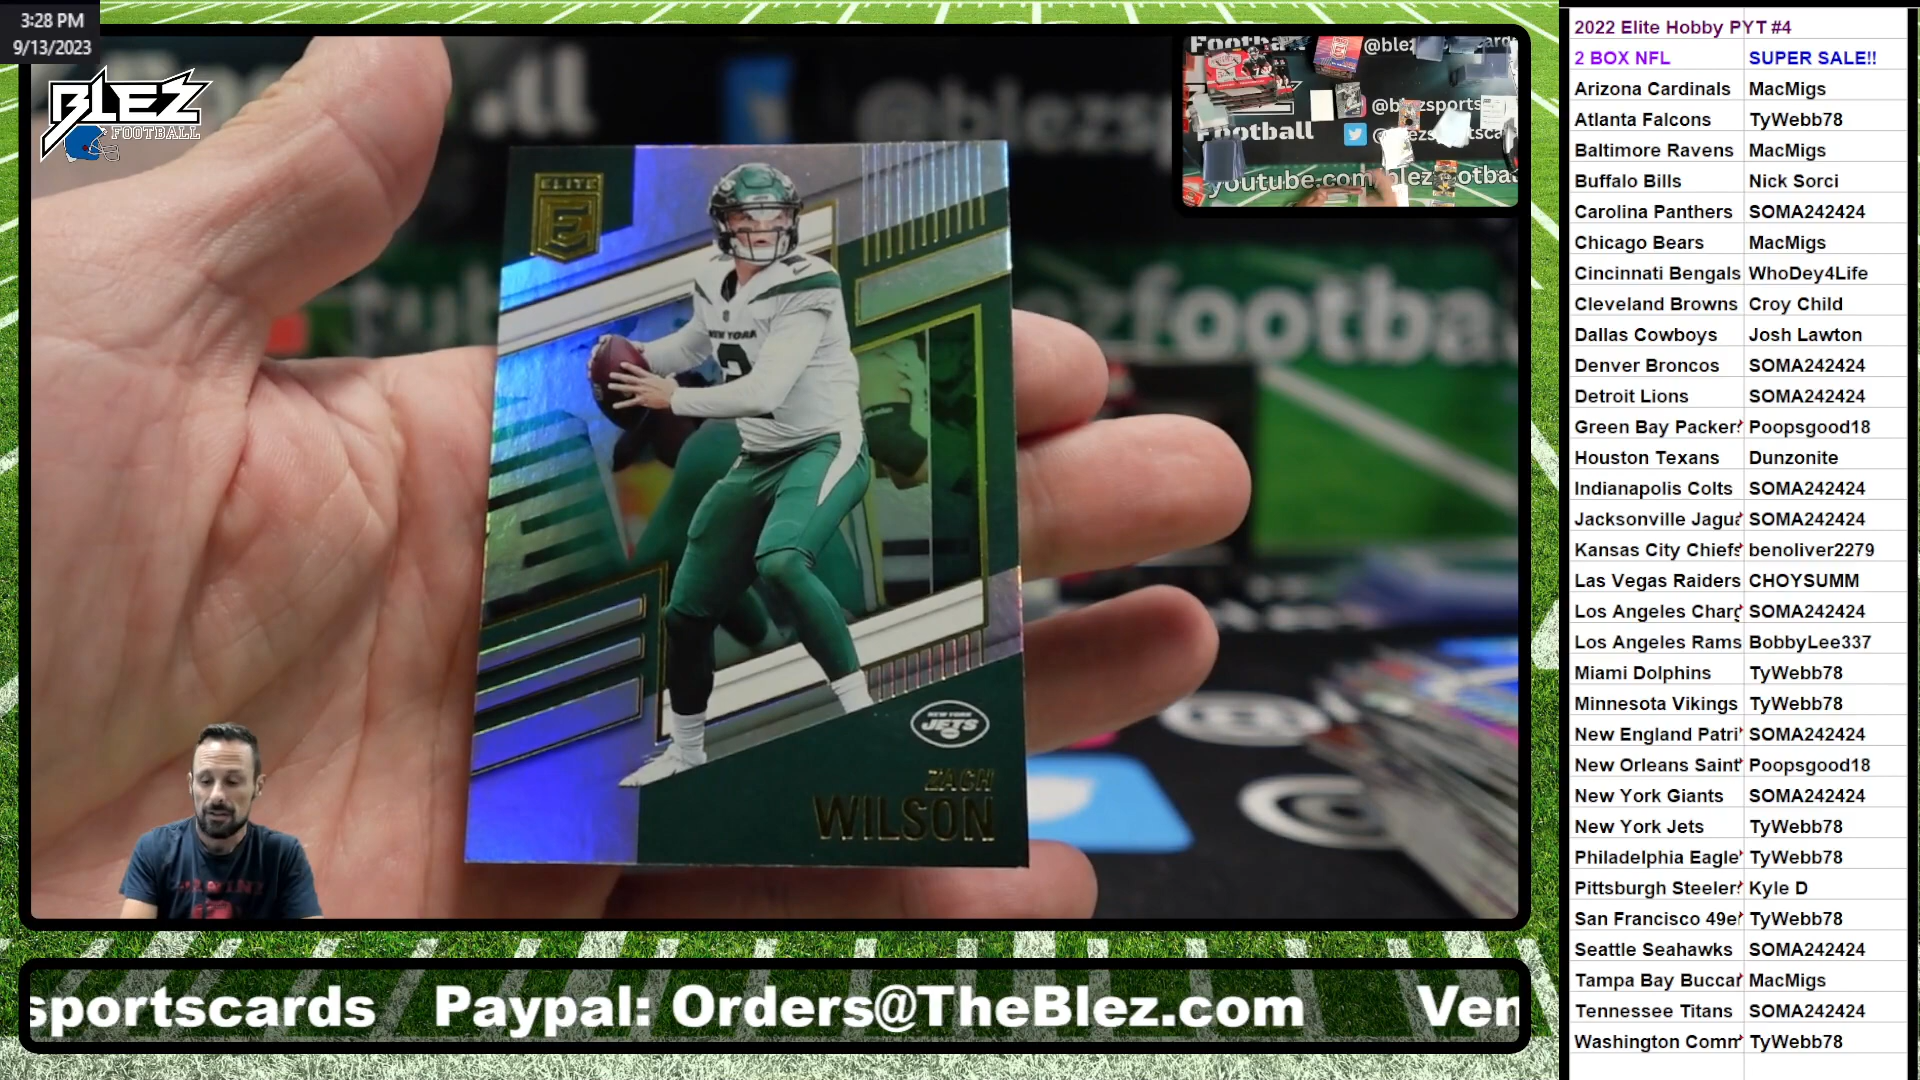 3:28 PM
9/13/2023
BLEZ
FOOTBALL
ELITE
E
NEW YORK
NEW YORK
JETS
ZACH
WILSON
@blezsports
Football
youtube.com/
footba
sportscards Paypal: Orders@TheBlez.com Ven
2022 Elite Hobby PYT #4
2 BOX NFL SUPER SALE!!
Arizona Cardinals MacMigs
Atlanta Falcons TyWebb78
Baltimore Ravens MacMigs
Buffalo Bills Nick Sorci
Carolina Panthers SOMA242424
Chicago Bears MacMigs
Cincinnati Bengals WhoDey4Life
Cleveland Browns Croy Child
Dallas Cowboys Josh Lawton
Denver Broncos SOMA242424
Detroit Lions SOMA242424
Green Bay Packer Poopsgood18
Houston Texans Dunzonite
Indianapolis Colts SOMA242424
Jacksonville Jagua SOMA242424
Kansas City Chiefs benoliver2279
Las Vegas Raiders CHOYSUMM
Los Angeles Charg SOMA242424
Los Angeles Rams BobbyLee337
Miami Dolphins TyWebb78
Minnesota Vikings TyWebb78
New England Patri SOMA242424
New Orleans Saint Poopsgood18
New York Giants SOMA242424
New York Jets TyWebb78
Philadelphia Eagle TyWebb78
Pittsburgh Steeler Kyle D
San Francisco 49e TyWebb78
Seattle Seahawks SOMA242424
Tampa Bay Buccar MacMigs
Tennessee Titans SOMA242424
Washington Comm TyWebb78